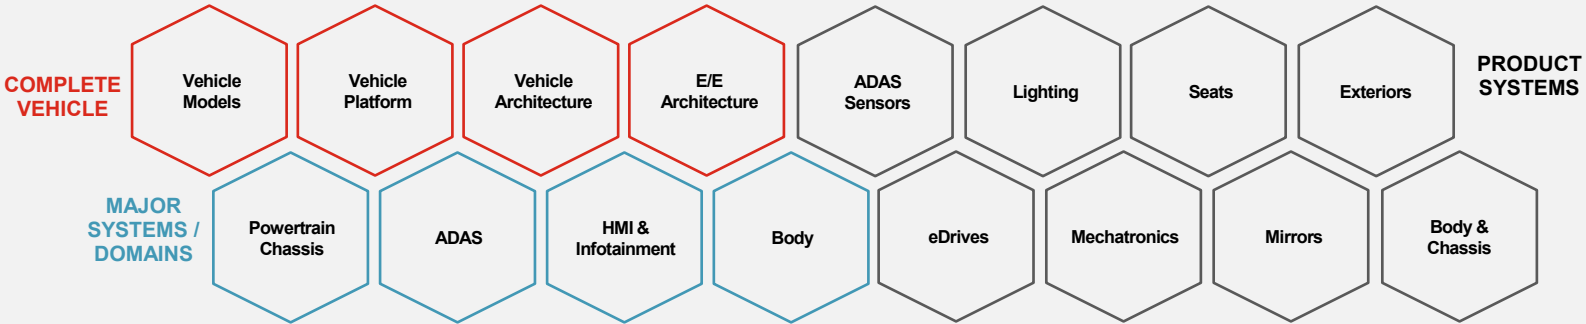 COMPLETE
VEHICLE
Vehicle
Models
Vehicle
Platform
Vehicle
Architecture
E/E
Architecture
ADAS
Sensors
Lighting
Seats
Exteriors
PRODUCT
SYSTEMS
MAJOR
SYSTEMS /
DOMAINS
Powertrain
Chassis
ADAS
HMI &
Infotainment
Body
eDrives
Mechatronics
Mirrors
Body &
Chassis